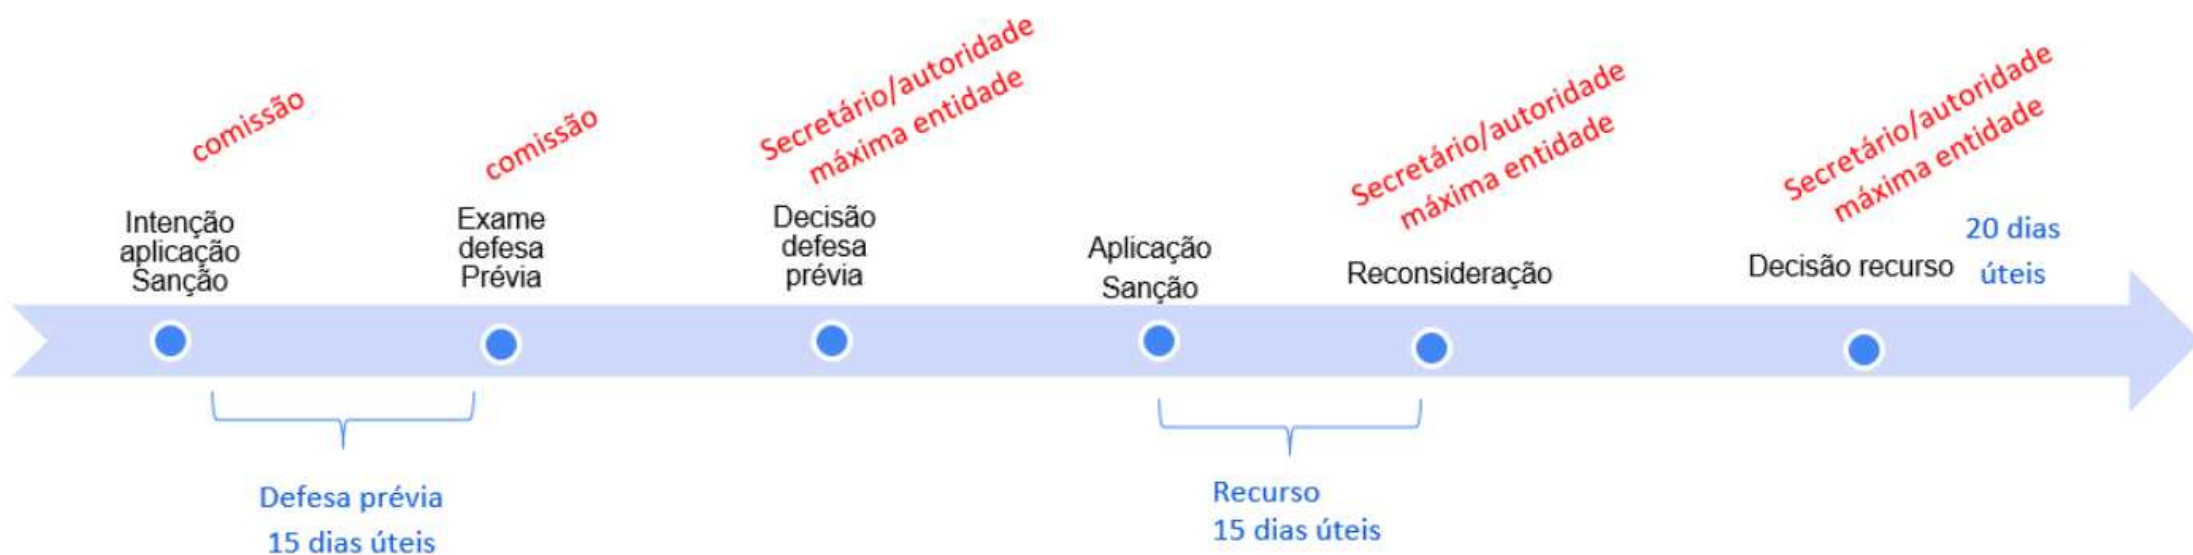 comissão
Intenção
aplicação
Sanção
comissão
Exame
defesa
Prévia
Secretário/autoridade
máxima entidade
Decisão
defesa
prévia
Aplicação
Sanção
Secretário/autoridade
máxima entidade
Reconsideração
Secretário/autoridade
máxima entidade
Decisão recurso
20 dias
úteis
Defesa prévia
15 dias úteis
Recurso
15 dias úteis